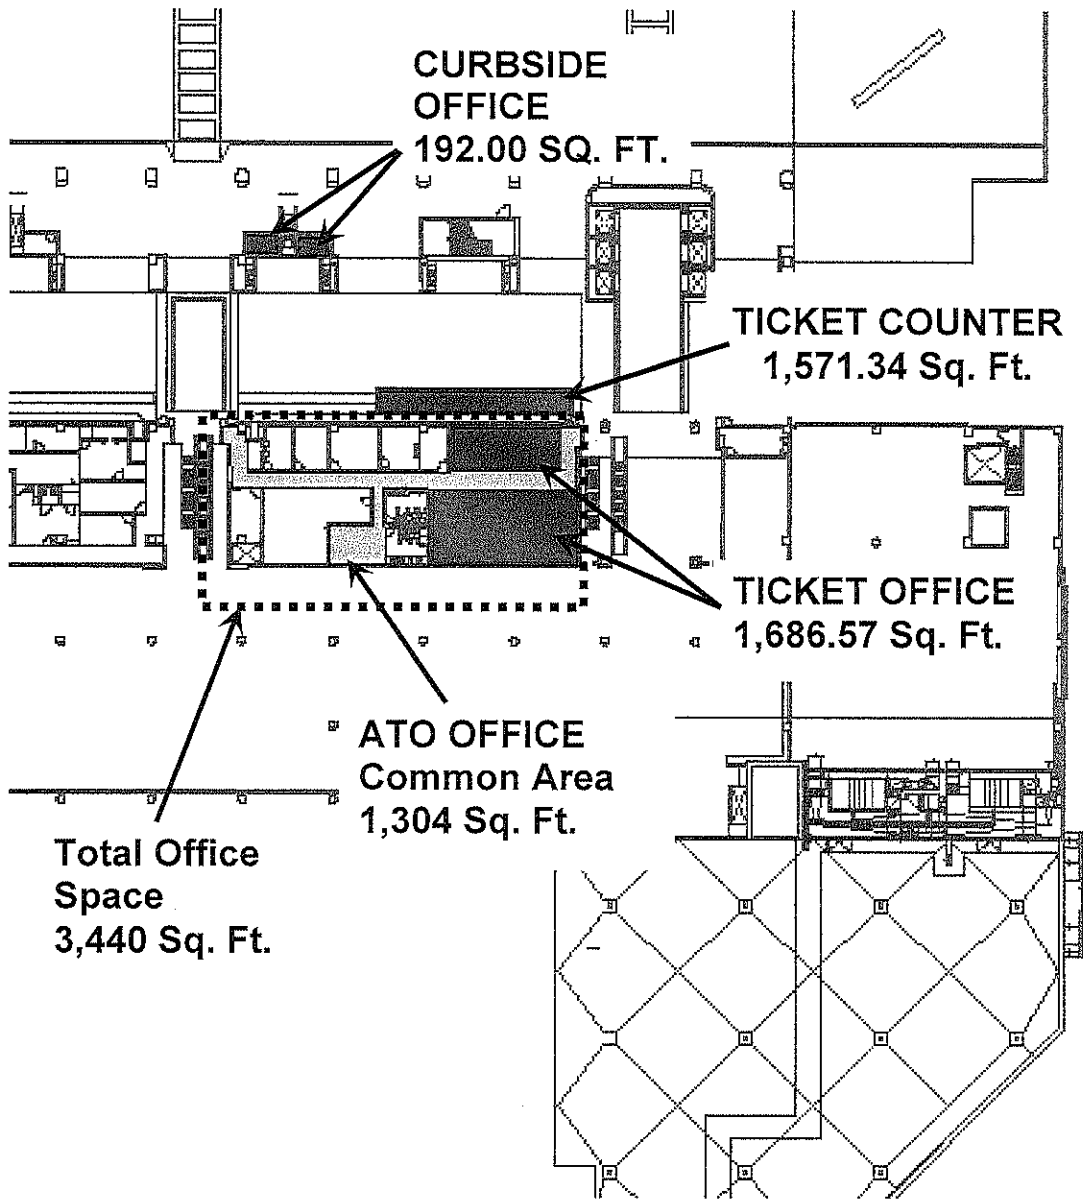 CURBSIDE
OFFICE
192.00 SQ. FT.
TICKET COUNTER
1,571.34 Sq. Ft.
TICKET OFFICE
1,686.57 Sq. Ft.
ATO OFFICE
Common Area
1,304 Sq. Ft.
Total Office
Space
3,440 Sq. Ft.